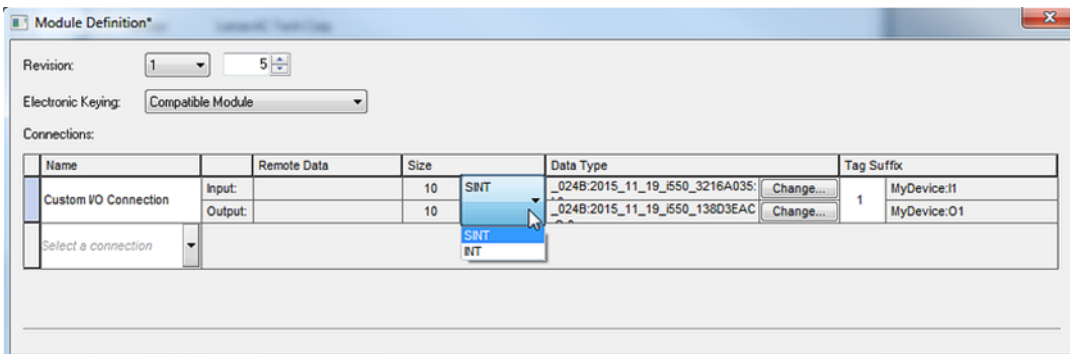 Module Definition*
Revision: 1 5
Electronic Keying: Compatible Module
Connections:
Name Remote Data Size Data Type Tag Suffix
Custom I/O Connection
Input: 10 SINT _024B:2015_11_19_i550_3216A035: Change... 1 MyDevice:I1
Output: 10 _024B:2015_11_19_i550_138D3EAC Change... MyDevice:O1
Select a connection
SINT
INT